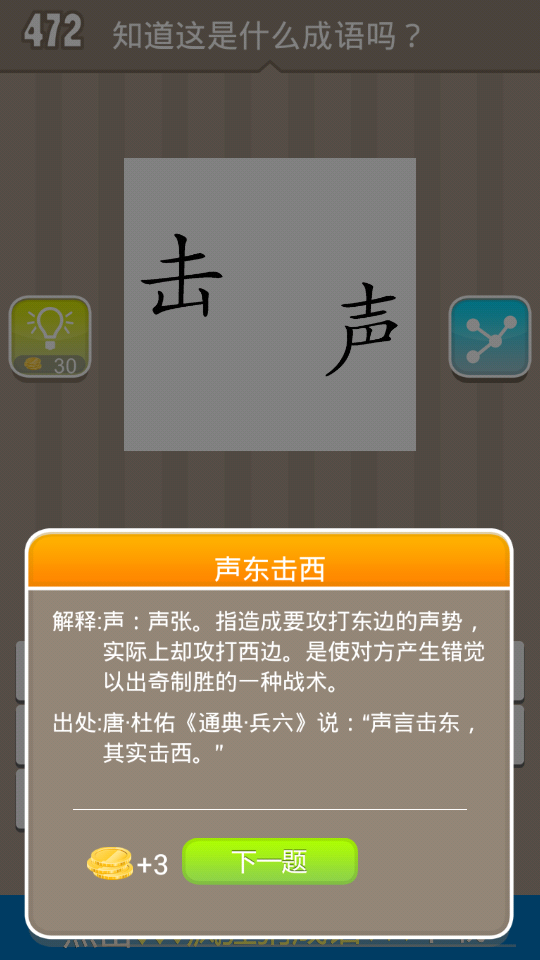 472
知道这是什么成语吗？
击
声
30
声东击西
解释:声：声张。指造成要攻打东边的声势，
实际上却攻打西边。是使对方产生错觉
以出奇制胜的一种战术。
出处:唐·杜佑《通典·兵六》说：“声言击东，
其实击西。”
+3
下一题